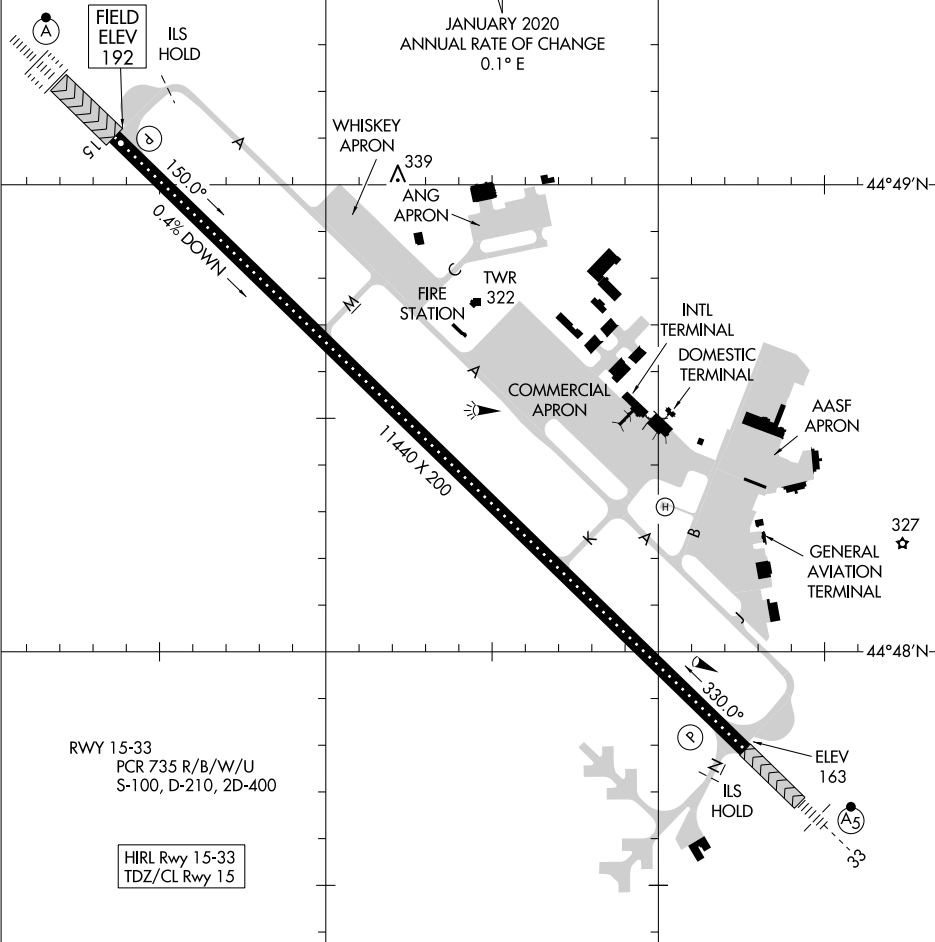 JANUARY 2020
ANNUAL RATE OF CHANGE
0.1° E
A
FIELD
ELEV
192
ILS
HOLD
15
P
A
150.0°
0.4% DOWN
WHISKEY
APRON
339
ANG
APRON
44°49'N
C
M
TWR
322
FIRE
STATION
A
INTL
TERMINAL
DOMESTIC
TERMINAL
COMMERCIAL
APRON
AASF
APRON
11440 X 200
H
K
A
B
327
GENERAL
AVIATION
TERMINAL
J
44°48'N
330.0°
P
N
ILS
HOLD
ELEV
163
A5
33
RWY 15-33
PCR 735 R/B/W/U
S-100, D-210, 2D-400
HIRL Rwy 15-33
TDZ/CL Rwy 15